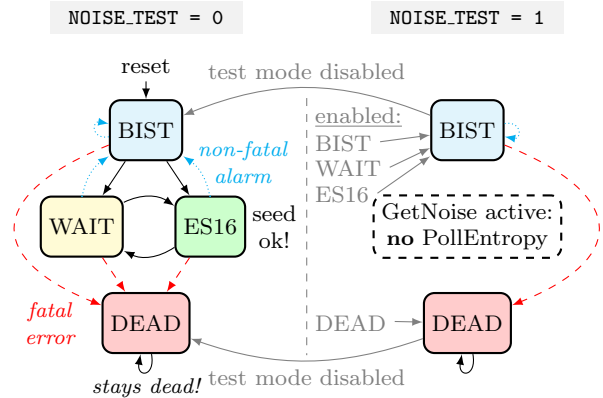 NOISE_TEST = 0
NOISE_TEST = 1
reset
test mode disabled
enabled:
BIST
BIST
BIST
WAIT
ES16
non-fatal
alarm
WAIT
ES16
seed
ok!
GetNoise active:
no PollEntropy
fatal
error
DEAD
DEAD
DEAD
stays dead!
test mode disabled